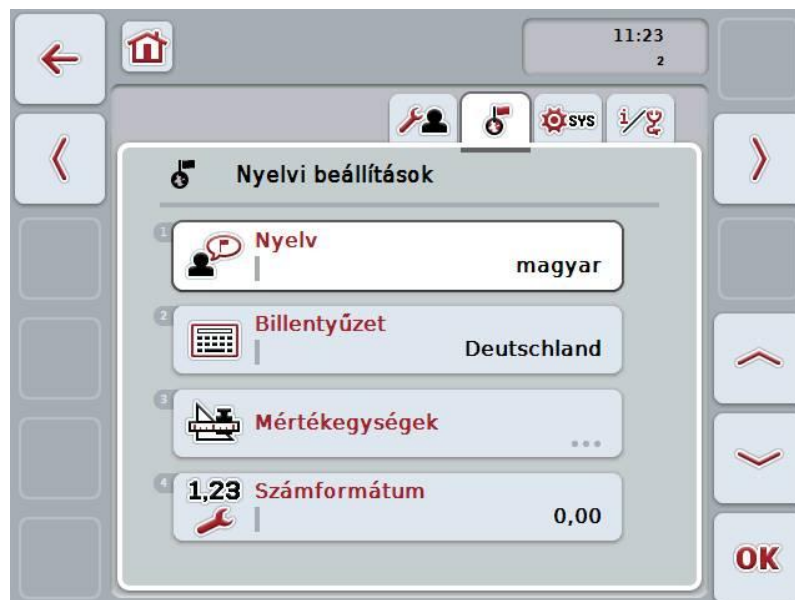 11:23
2
SYS
i/
Nyelvi beállítások
1
Nyelv
magyar
2
Billentyűzet
Deutschland
3
Mértékegységek
...
4
1,23 Számformátum
0,00
OK